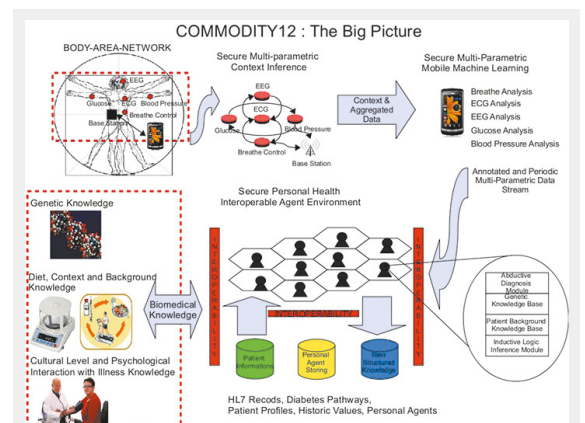 COMMODITY12 : The Big Picture
BODY-AREA-NETWORK
EEG
Glucose
ECG
Blood Pressure
Base Station
Breathe Control
Secure Multi-parametric
Context Inference
EEG
ECG
Glucose
Blood Pressure
Breathe Control
Base Station
Context &
Aggregated
Data
Secure Multi-Parametric
Mobile Machine Learning
Breathe Analysis
ECG Analysis
EEG Analysis
Glucose Analysis
Blood Pressure Analysis
Annotated and Periodic
Multi-Parametric Data
Stream
Genetic Knowledge
Diet, Context and Background
Knowledge
Cultural Level and Psychological
Interaction with Illness Knowledge
Biomedical
Knowledge
Secure Personal Health
Interoperable Agent Environment
INTEROPERABILITY
INTEROPERABILITY
INTEROPERABILITY
Patient
Informations
Personal
Agent
Storing
New
Structured
Knowledge
Abductive
Diagnosis
Module
Genetic
Knowledge Base
Patient Background
Knowledge Base
Inductive Logic
Inference Module
HL7 Recods, Diabetes Pathways,
Patient Profiles, Historic Values, Personal Agents